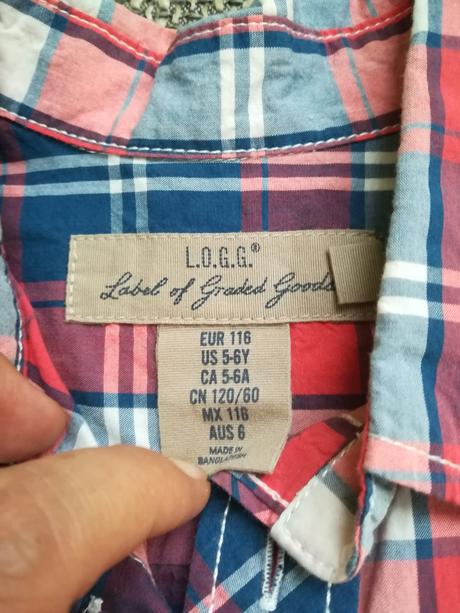 L.O.G.G.®
Label of Graded Goods
EUR 116
US 5-6Y
CA 5-6A
CN 120/60
MX 116
AUS 6
MADE IN
BANGLADESH